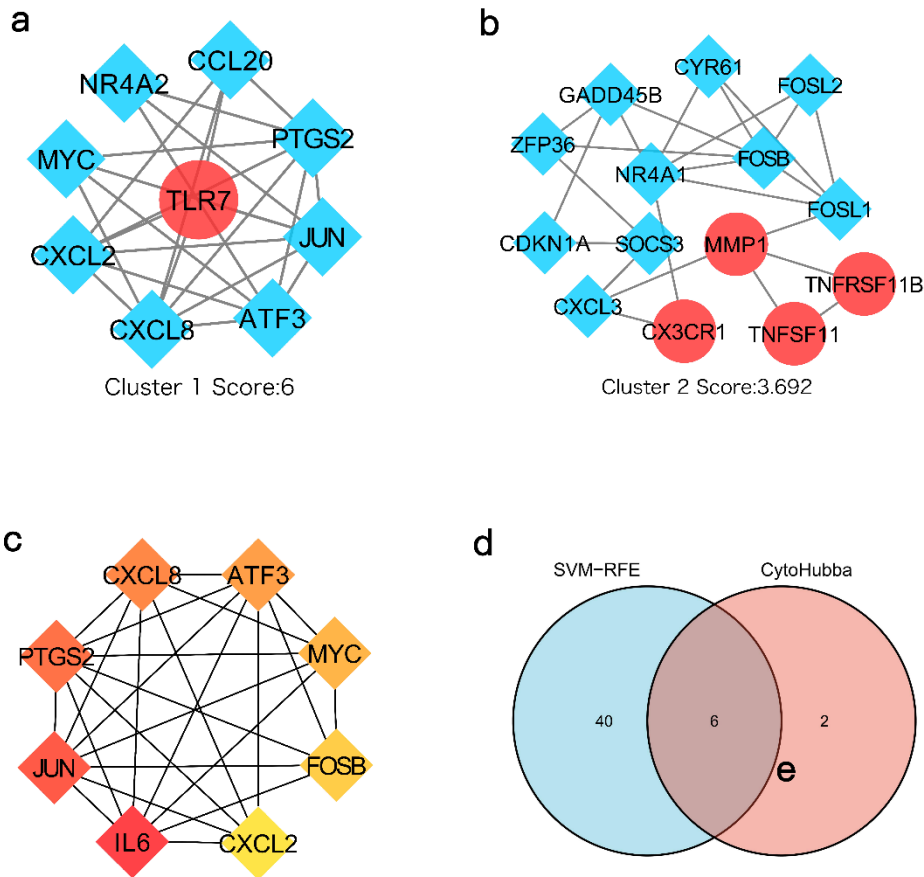 a
CCL20
NR4A2
PTGS2
MYC
TLR7
JUN
CXCL2
ATF3
CXCL8
Cluster 1 Score:6
b
CYR61
FOSL2
GADD45B
ZFP36
FOSB
NR4A1
FOSL1
CDKN1A
SOCS3
MMP1
TNFRSF11B
CXCL3
CX3CR1
TNFSF11
Cluster 2 Score:3.692
c
CXCL8
ATF3
PTGS2
MYC
JUN
FOSB
IL6
CXCL2
d
SVM-RFE
CytoHubba
40
6
2
e